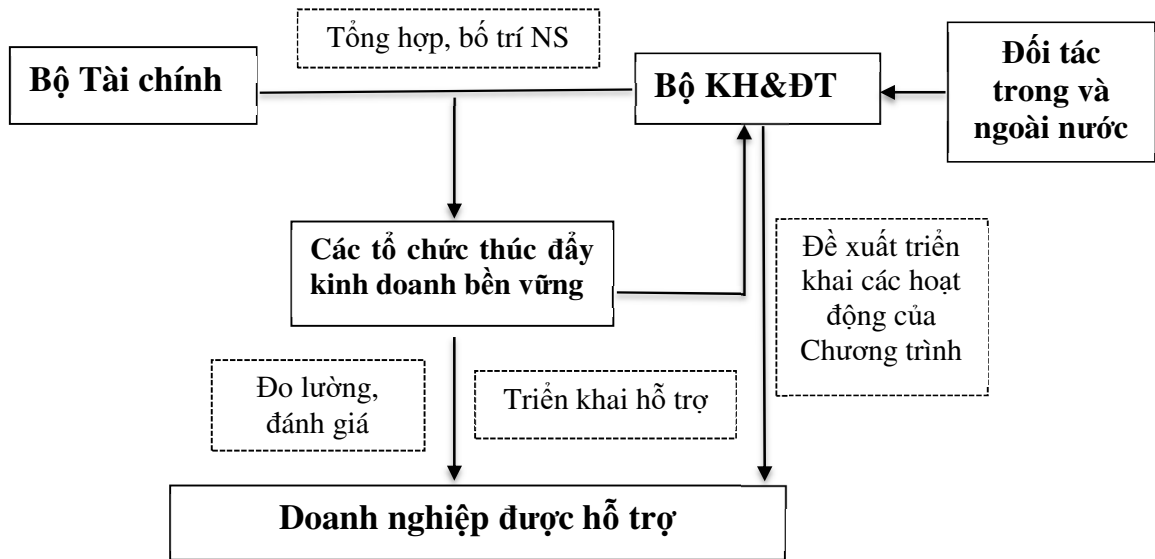 Tổng hợp, bố trí NS
Bộ Tài chính
Bộ KH&ĐT
Đối tác
trong và
ngoài nước
Các tổ chức thúc đẩy
kinh doanh bền vững
Đề xuất triển
khai các hoạt
động của
Chương trình
Đo lường,
đánh giá
Triển khai hỗ trợ
Doanh nghiệp được hỗ trợ